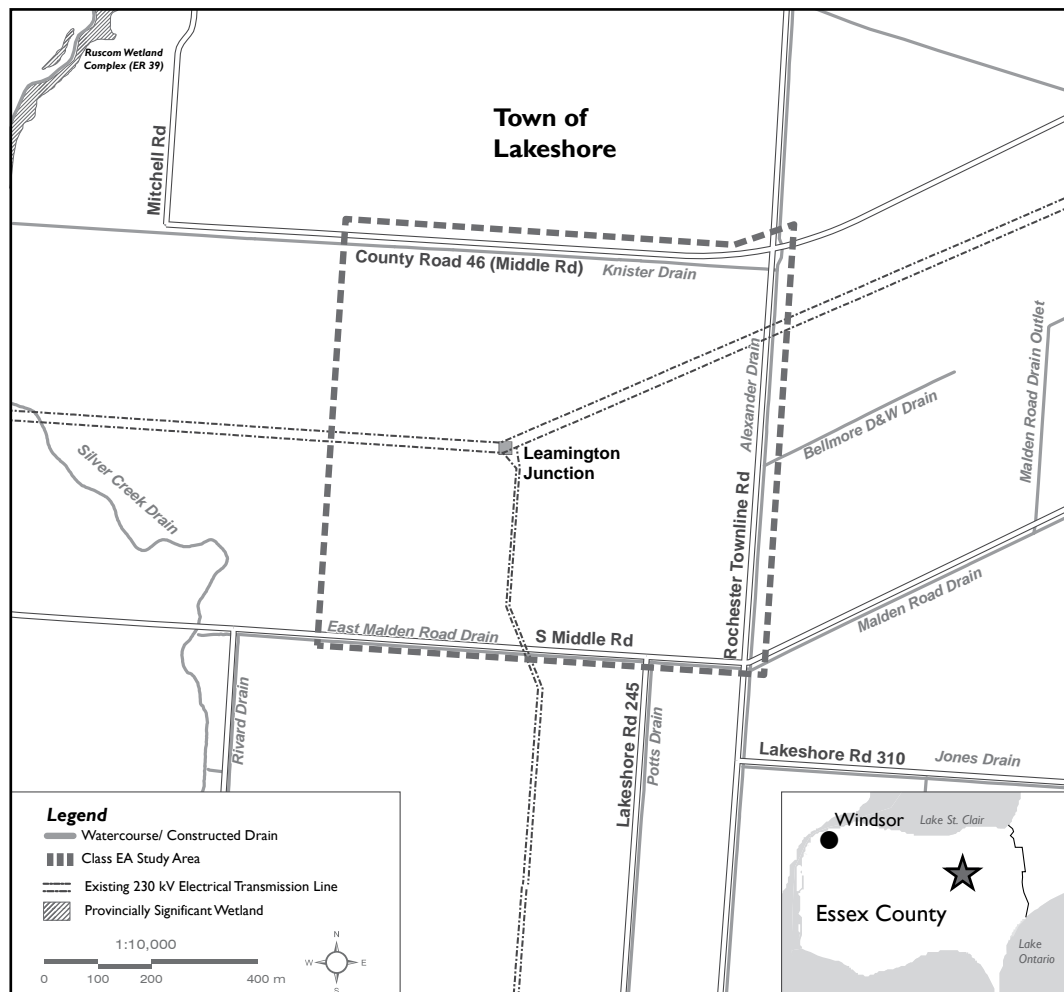 Ruscom Wetland
Complex (ER 39)
Town of
Lakeshore
Mitchell Rd
County Road 46 (Middle Rd)
Knister Drain
Alexander Drain
Malden Road Drain Outlet
Bellmore D&W Drain
Leamington
Junction
Silver Creek Drain
Rochester Townline Rd
Malden Road Drain
East Malden Road Drain
S Middle Rd
Rivard Drain
Lakeshore Rd 245
Potts Drain
Lakeshore Rd 310
Jones Drain
Legend
Watercourse/ Constructed Drain
Class EA Study Area
Existing 230 kV Electrical Transmission Line
Provincially Significant Wetland
1:10,000
0 100 200 400 m
N
W E
S
Windsor
Lake St. Clair
Essex County
Lake
Ontario